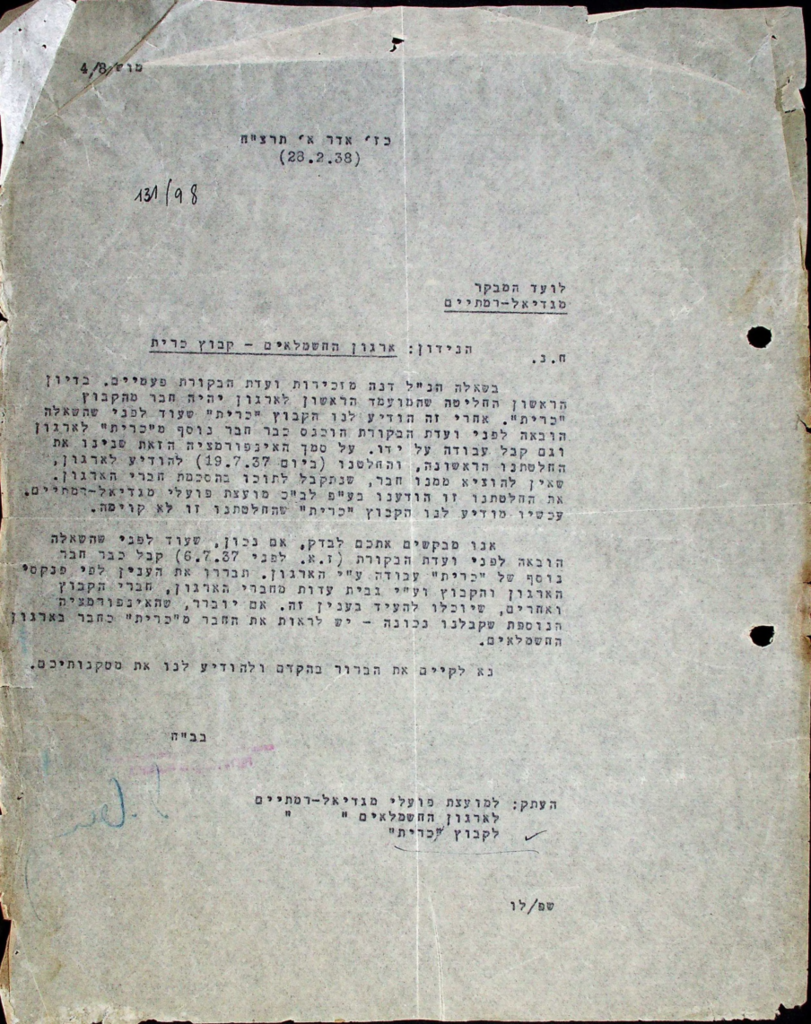 מוש/4/8
כז' אדר א' תרצ"ח
(28.2.38)
131/98
לועד המבקר
מגדיאל-רמתיים
הנידון: ארגון החשמלאים - קבוץ כרית
ח.נ.
בשאלה הנ"ל דנה מזכירות ועדת הבקורת פעמיים. בדיון
הראשון החליטה שהמועמד הראשון לארגון יהיה חבר מהקבוץ
"כרית". אחרי זה הודיע לנו הקבוץ "כרית" שעוד לפני שהשאלה
הובאה לפני ועדת הבקורת הוכנס כבר חבר נוסף מ"כרית" לארגון
וגם קבל עבודה על ידו. על סמך האינפורמציה הזאת שנינו את
החלטתנו הראשונה, והחלטנו (ביום 19.7.37) להודיע לארגון,
שאין להוציא ממנו חבר, שנתקבל לתוכו בהסכמת חברי הארגון.
את החלטתנו זו הודענו בע"פ לב"כ מועצת פועלי מגדיאל-רמתיים.
עכשיו מודיע לנו הקבוץ "כרית" שהחלטתנו זו לא קוימה.
אנו מבקשים אתכם לבדק, אם נכון, שעוד לפני שהשאלה
הובאה לפני ועדת הבקורת (ז.א. לפני 6.7.37) קבל כבר חבר
נוסף של "כרית" עבודה ע"י הארגון. תבררו את הענין לפי פנקסי
הארגון והקבוץ וע"י גבית עדות מחברי הארגון, חברי הקבוץ
ואחרים, שיוכלו להעיד בענין זה. אם יוברר, שהאינפורמציה
הנוספת שקבלנו נכונה - יש לראות את החבר מ"כרית" כחבר בארגון
החשמלאים.
נא לקיים את הברור בהקדם ולהודיע לנו את מסקנותיכם.
בב"ח
העתק: למועצת פועלי מגדיאל-רמתיים
לארגון החשמלאים " "
לקבוץ "כרית"
שפ/לו